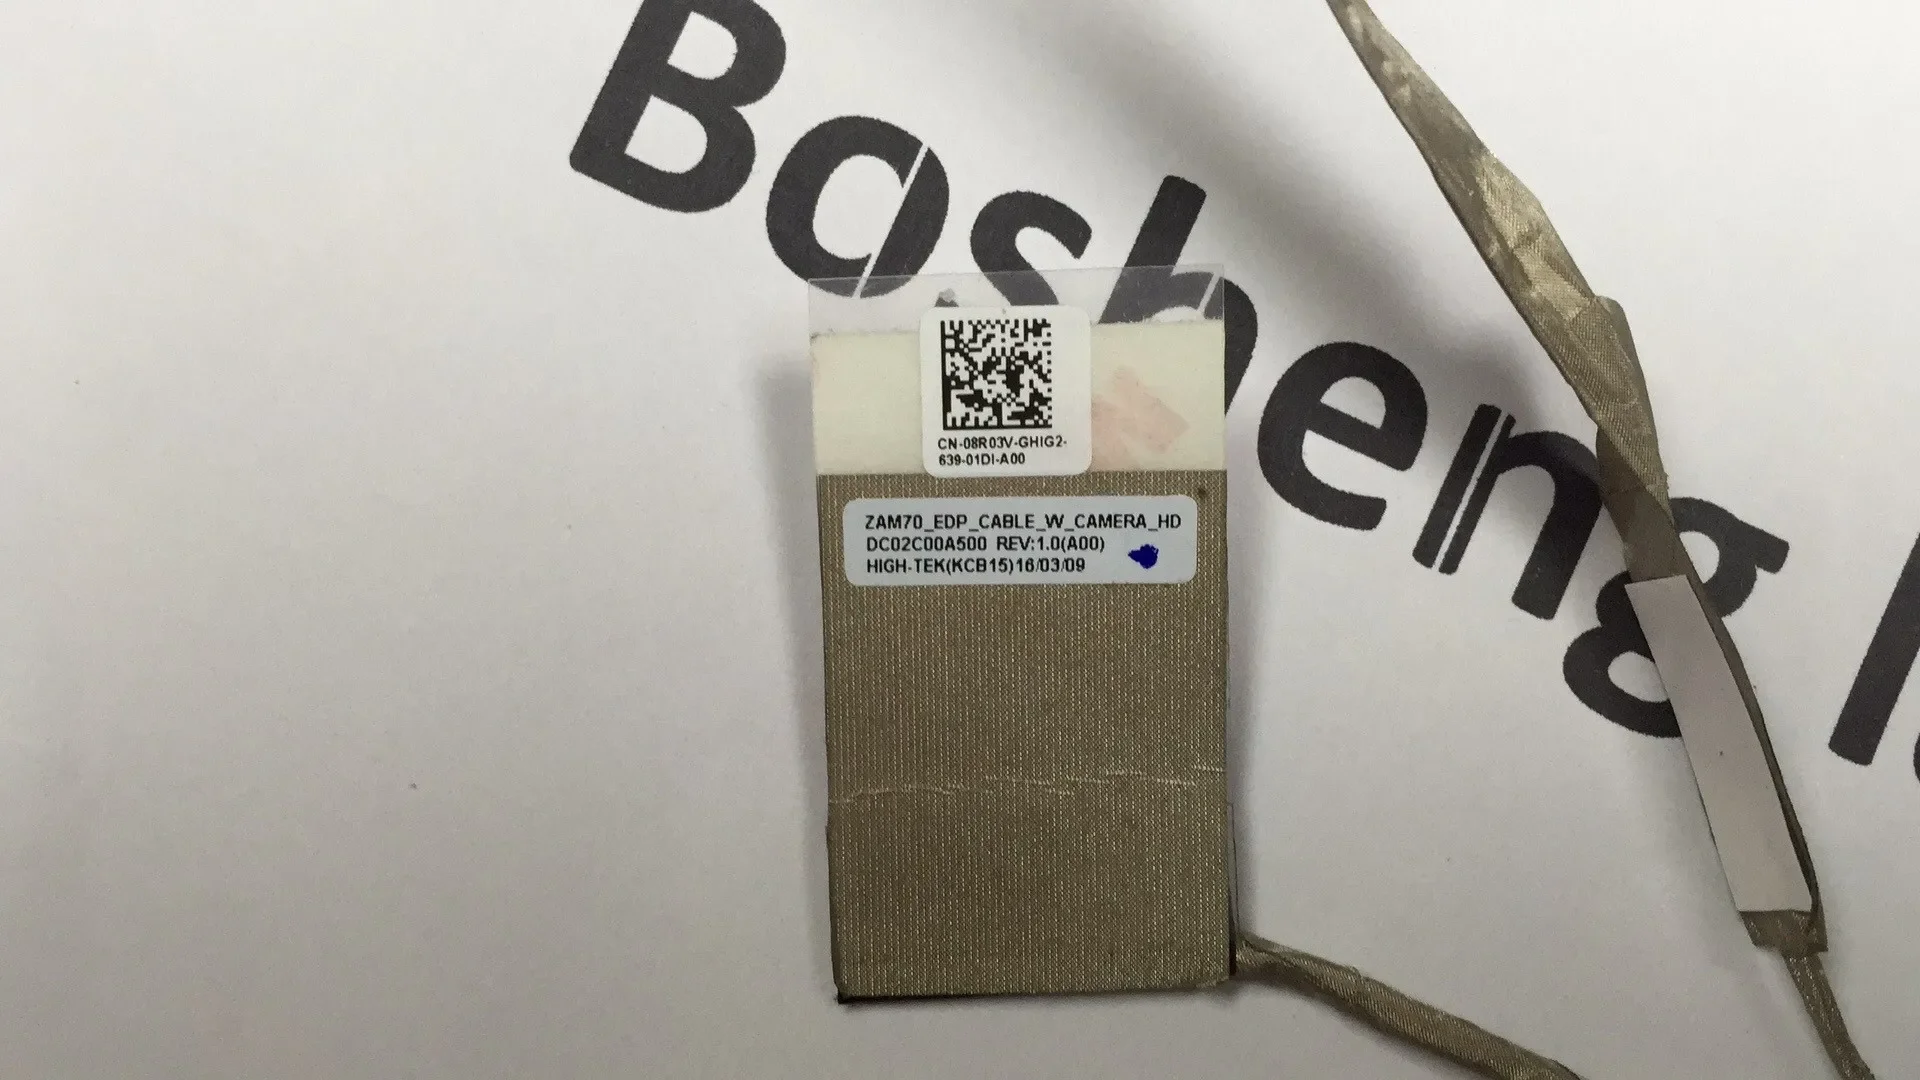 Bosheng
CN-08R03V-GHIG2-
639-01DI-A00
ZAM70_EDP_CABLE_W_CAMERA_HD
DC02C00A500 REV:1.0(A00)
HIGH-TEK(KCB15)16/03/09